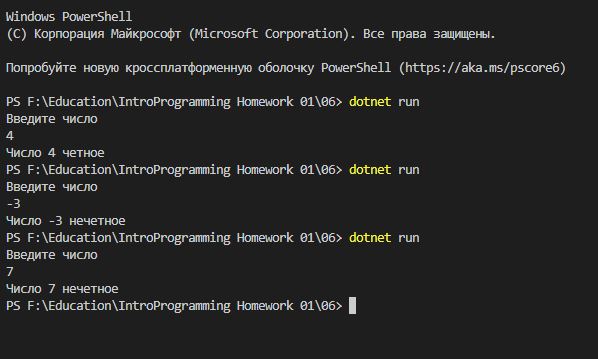 Windows PowerShell
(C) Корпорация Майкрософт (Microsoft Corporation). Все права защищены.
Попробуйте новую кроссплатформенную оболочку PowerShell (https://aka.ms/pscore6)
PS F:\Education\IntroProgramming Homework 01\06> dotnet run
Введите число
4
Число 4 четное
PS F:\Education\IntroProgramming Homework 01\06> dotnet run
Введите число
-3
Число -3 нечетное
PS F:\Education\IntroProgramming Homework 01\06> dotnet run
Введите число
7
Число 7 нечетное
PS F:\Education\IntroProgramming Homework 01\06>